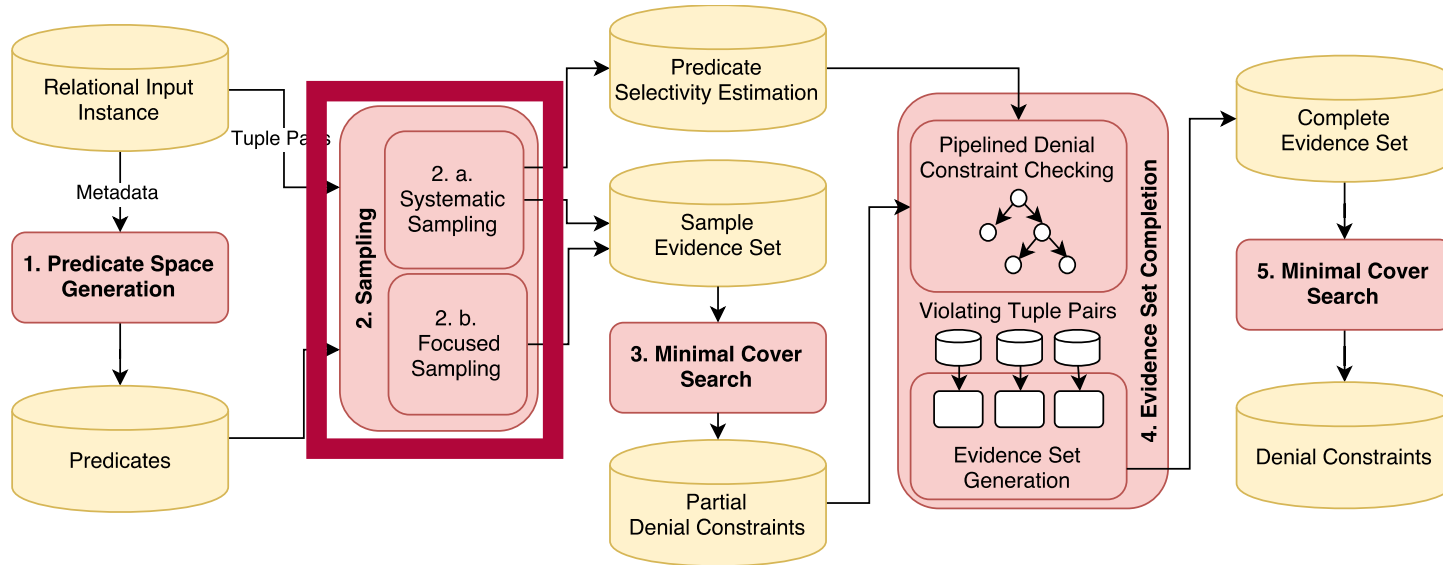 Relational Input
Instance
Tuple Pairs
Metadata
1. Predicate Space
Generation
Predicates
2. Sampling
2. a.
Systematic
Sampling
2. b.
Focused
Sampling
Predicate
Selectivity Estimation
Sample
Evidence Set
3. Minimal Cover
Search
Partial
Denial Constraints
Pipelined Denial
Constraint Checking
Violating Tuple Pairs
Evidence Set
Generation
4. Evidence Set Completion
Complete
Evidence Set
5. Minimal Cover
Search
Denial Constraints